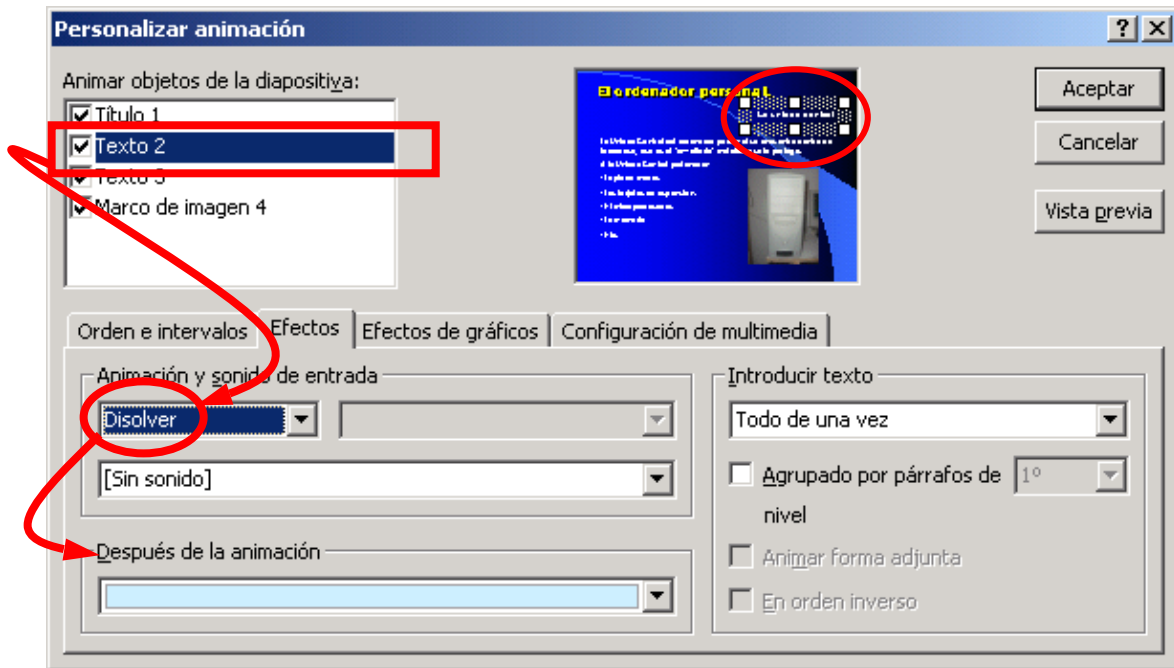 Personalizar animación
Animar objetos de la diapositiva:
Título 1
Texto 2
Texto 3
Marco de imagen 4
El ordenador personal.
Aceptar
Cancelar
Vista previa
Orden e intervalos
Efectos
Efectos de gráficos
Configuración de multimedia
Animación y sonido de entrada
Disolver
[Sin sonido]
Después de la animación
Introducir texto
Todo de una vez
Agrupado por párrafos de 1º
nivel
Animar forma adjunta
En orden inverso